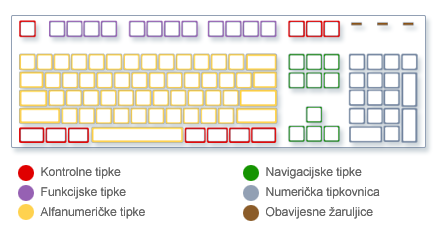 Kontrolne tipke
Funkcijske tipke
Alfanumeričke tipke
Navigacijske tipke
Numerička tipkovnica
Obavijesne žaruljice